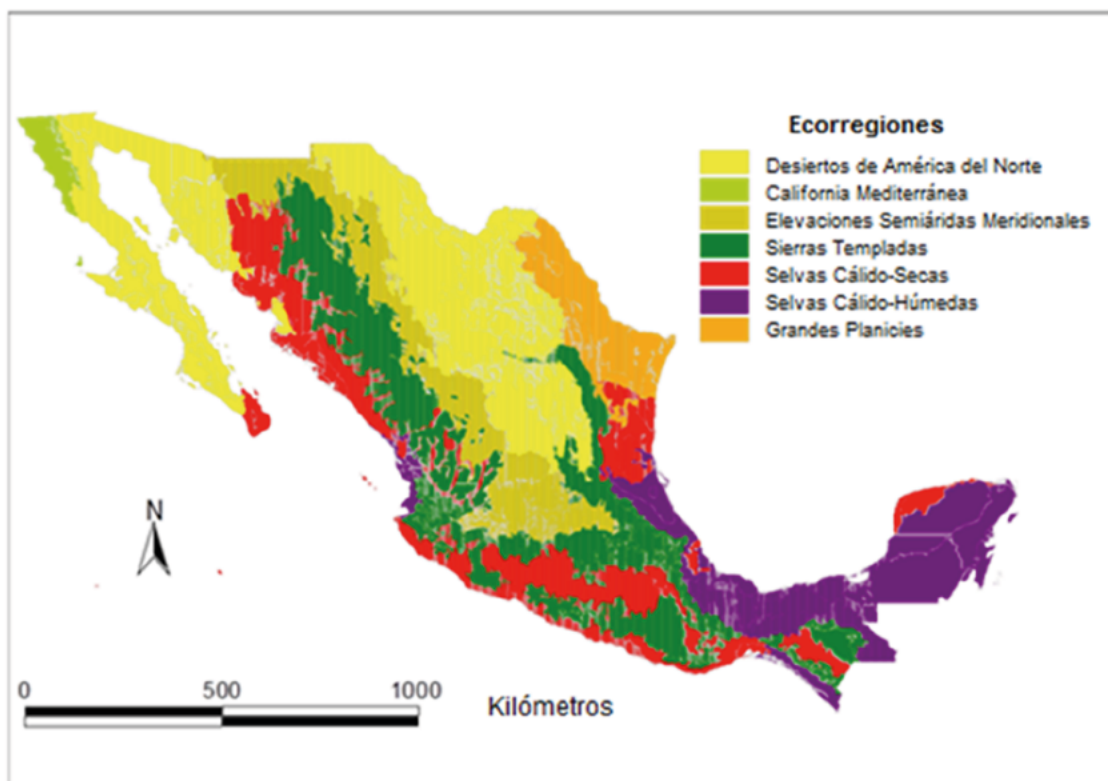 Ecorregiones
Desiertos de América del Norte
California Mediterránea
Elevaciones Semiáridas Meridionales
Sierras Templadas
Selvas Cálido-Secas
Selvas Cálido-Húmedas
Grandes Planicies
N
0 500 1000
Kilómetros